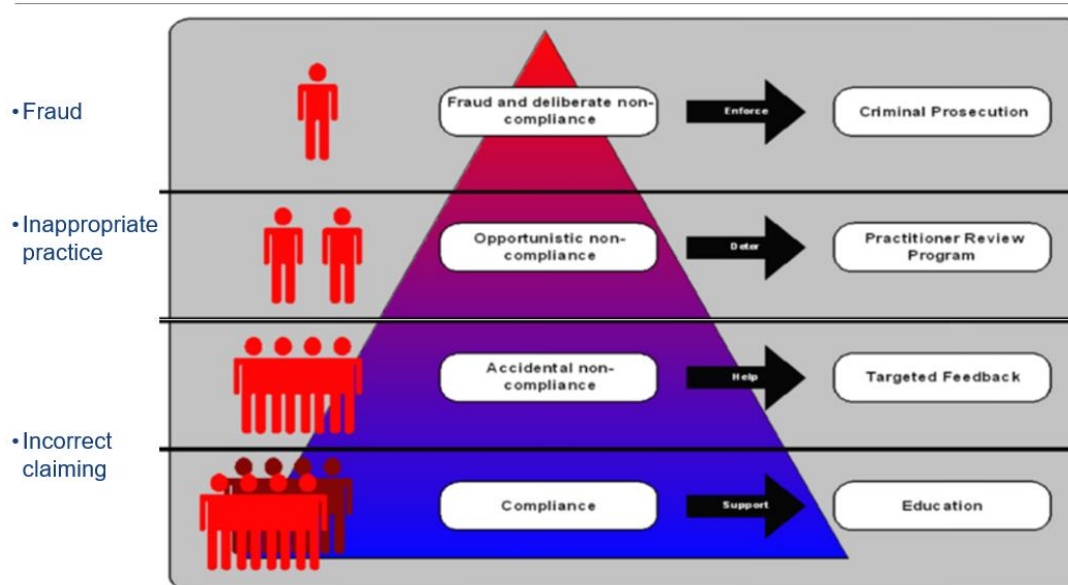 • Fraud
Fraud and deliberate non-
compliance
Enforce
Criminal Prosecution
• Inappropriate
practice
Opportunistic non-
compliance
Deter
Practitioner Review
Program
Accidental non-
compliance
Help
Targeted Feedback
• Incorrect
claiming
Compliance
Support
Education